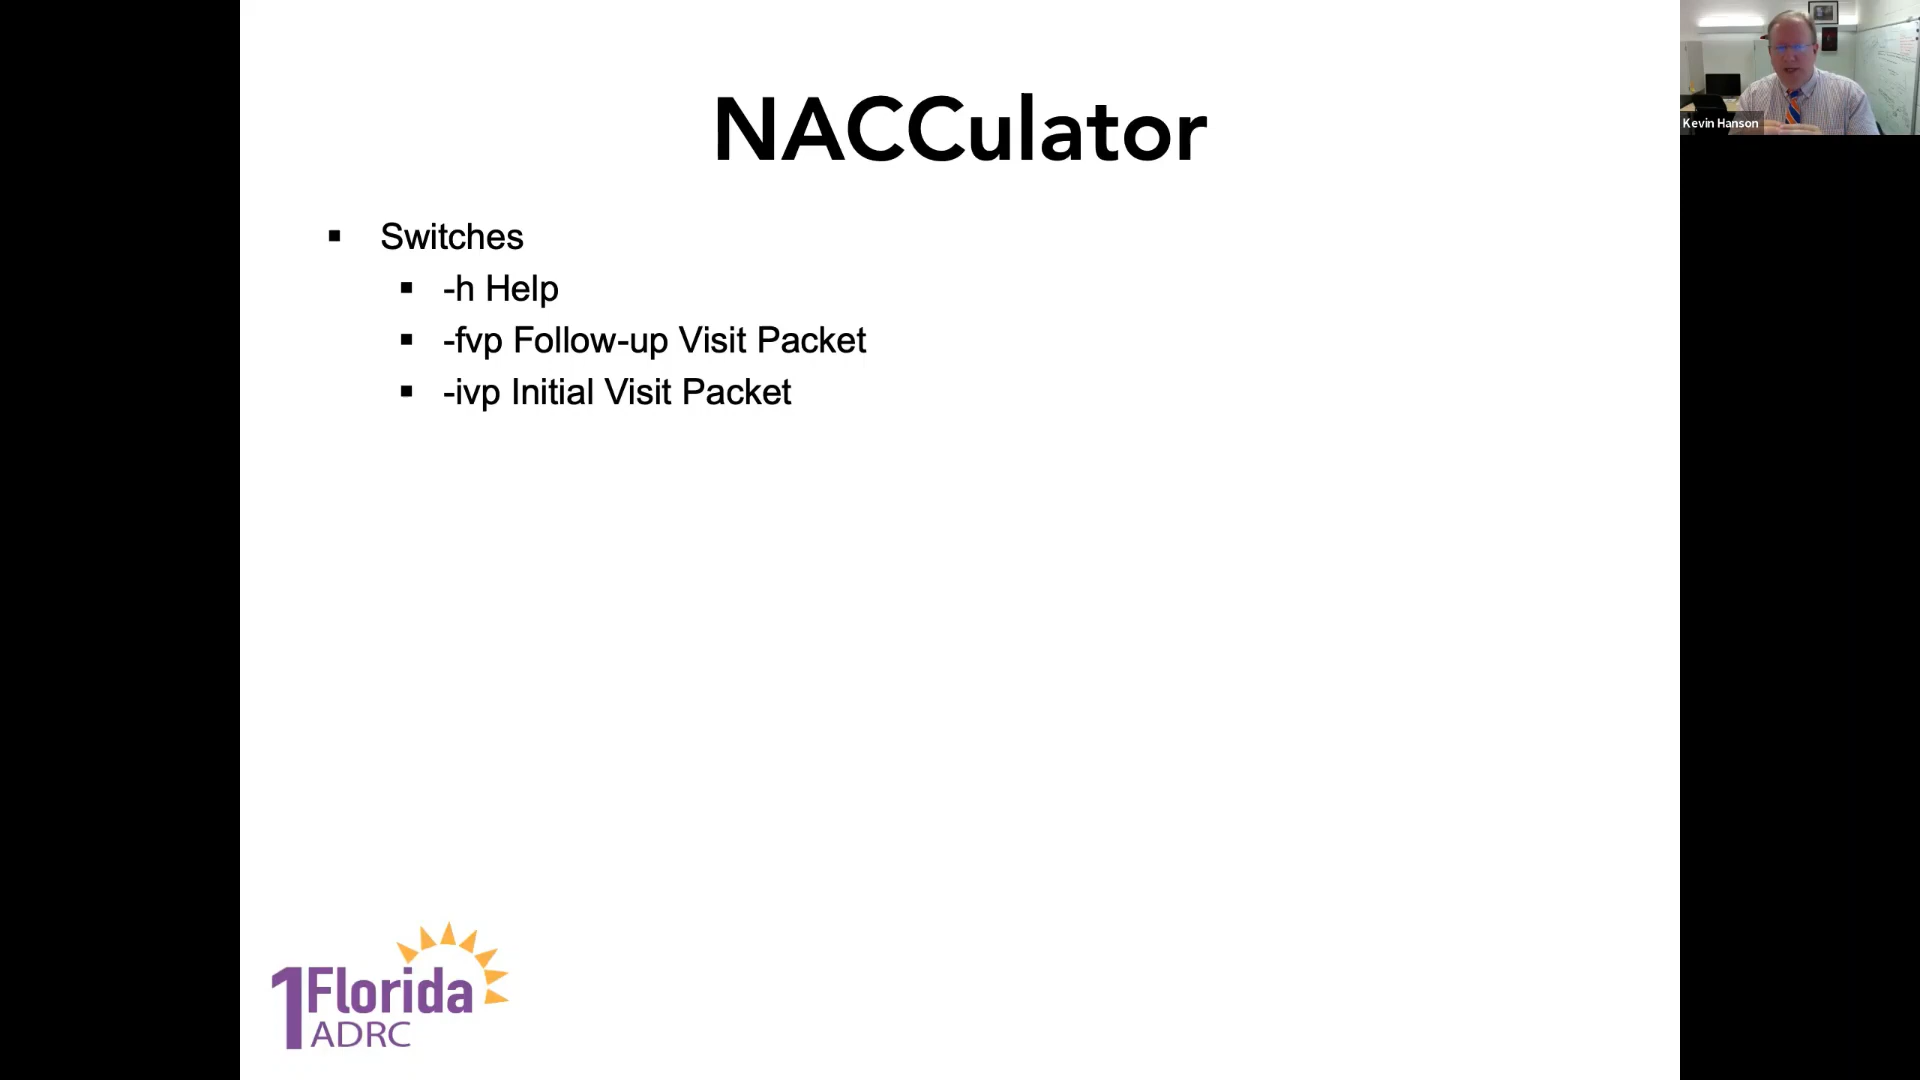 NACCulator
Switches
-h Help
-fvp Follow-up Visit Packet
-ivp Initial Visit Packet
1Florida
ADRC
Kevin Hanson